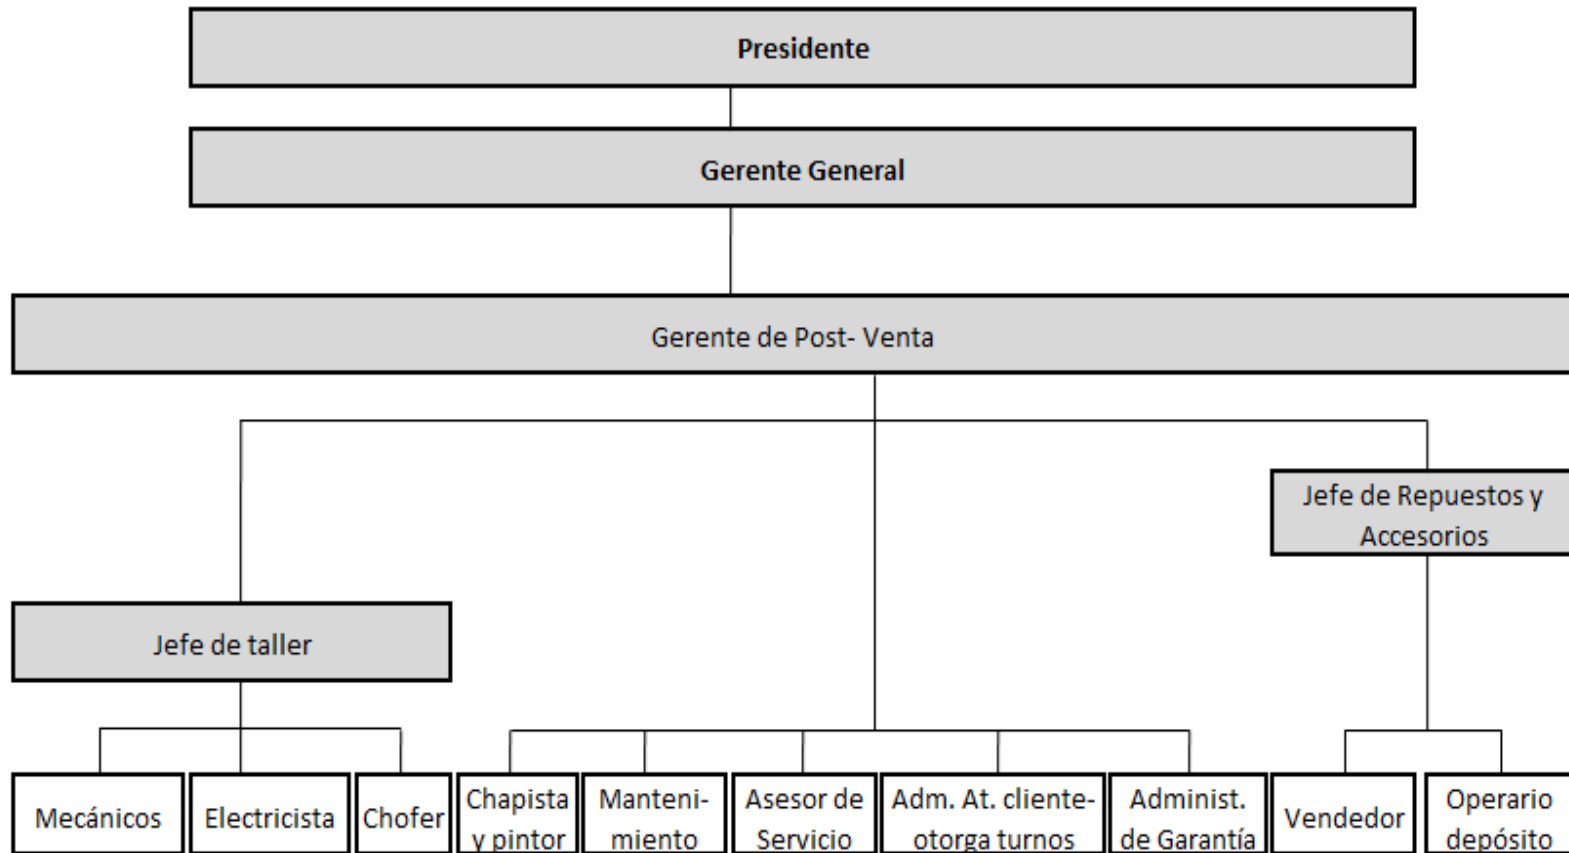 Presidente
Gerente General
Gerente de Post- Venta
Jefe de Repuestos y
Accesorios
Jefe de taller
Mecánicos
Electricista
Chofer
Chapista
y pintor
Manteni-
miento
Asesor de
Servicio
Adm. At. cliente-
otorga turnos
Administ.
de Garantía
Vendedor
Operario
depósito